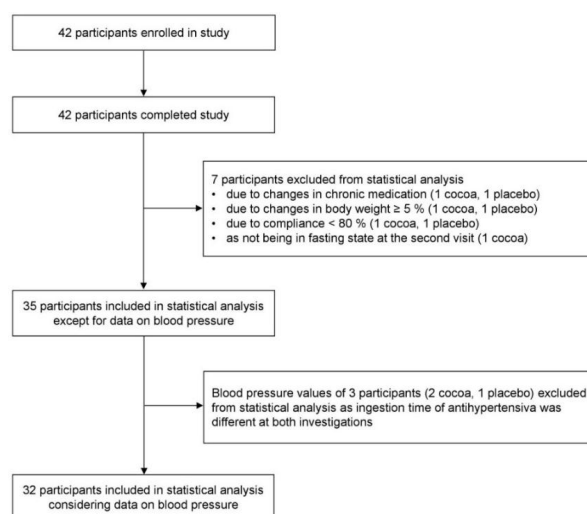 42 participants enrolled in study
42 participants completed study
7 participants excluded from statistical analysis
• due to changes in chronic medication (1 cocoa, 1 placebo)
• due to changes in body weight ≥ 5 % (1 cocoa, 1 placebo)
• due to compliance < 80 % (1 cocoa, 1 placebo)
• as not being in fasting state at the second visit (1 cocoa)
35 participants included in statistical analysis
except for data on blood pressure
Blood pressure values of 3 participants (2 cocoa, 1 placebo) excluded
from statistical analysis as ingestion time of antihypertensiva was
different at both investigations
32 participants included in statistical analysis
considering data on blood pressure